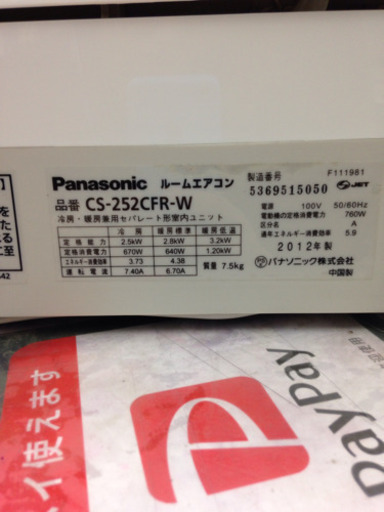 Panasonic ルームエアコン
品番 CS-252CFR-W
冷房・暖房兼用セパレート形室内ユニット
冷房 暖房標準 暖房低温
定格能力 2.5kW 2.8kW 3.2kW
定格消費電力 670W 640W 1.20kW
エネルギー消費効率 3.73 4.38
運転電流 7.40A 6.70A
質量 7.5kg
製造番号 F111981
5369515050 JET
電源 100V 50/60Hz
電動機の定格消費電力 760W
区分名 A
通年エネルギー消費効率 5.9
2012年製
パナソニック株式会社
中国製
】
を
た
る
に至
42
イ使えます
PayPay